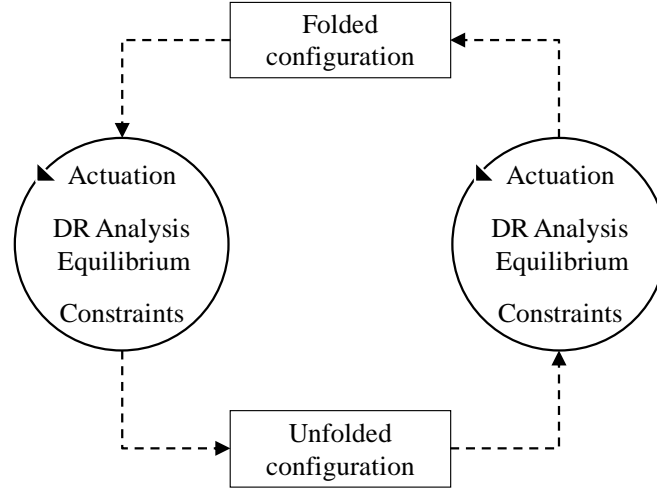 Folded
configuration
Actuation
DR Analysis
Equilibrium
Constraints
Actuation
DR Analysis
Equilibrium
Constraints
Unfolded
configuration